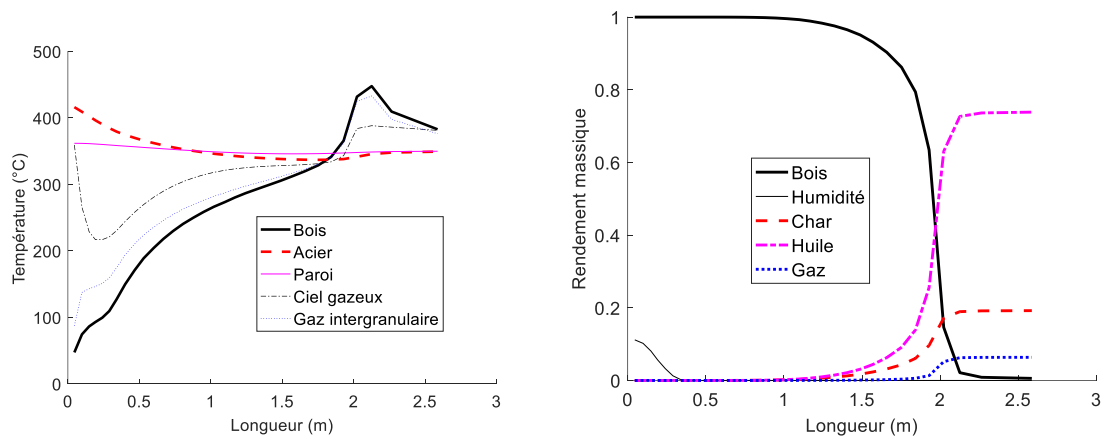 500
400
300
200
100
0
Température (°C)
0
0.5
1
1.5
2
2.5
3
Longueur (m)
Bois
Acier
Paroi
Ciel gazeux
Gaz intergranulaire
1
0.8
0.6
0.4
0.2
0
Rendement massique
0
0.5
1
1.5
2
2.5
3
Longueur (m)
Bois
Humidité
Char
Huile
Gaz